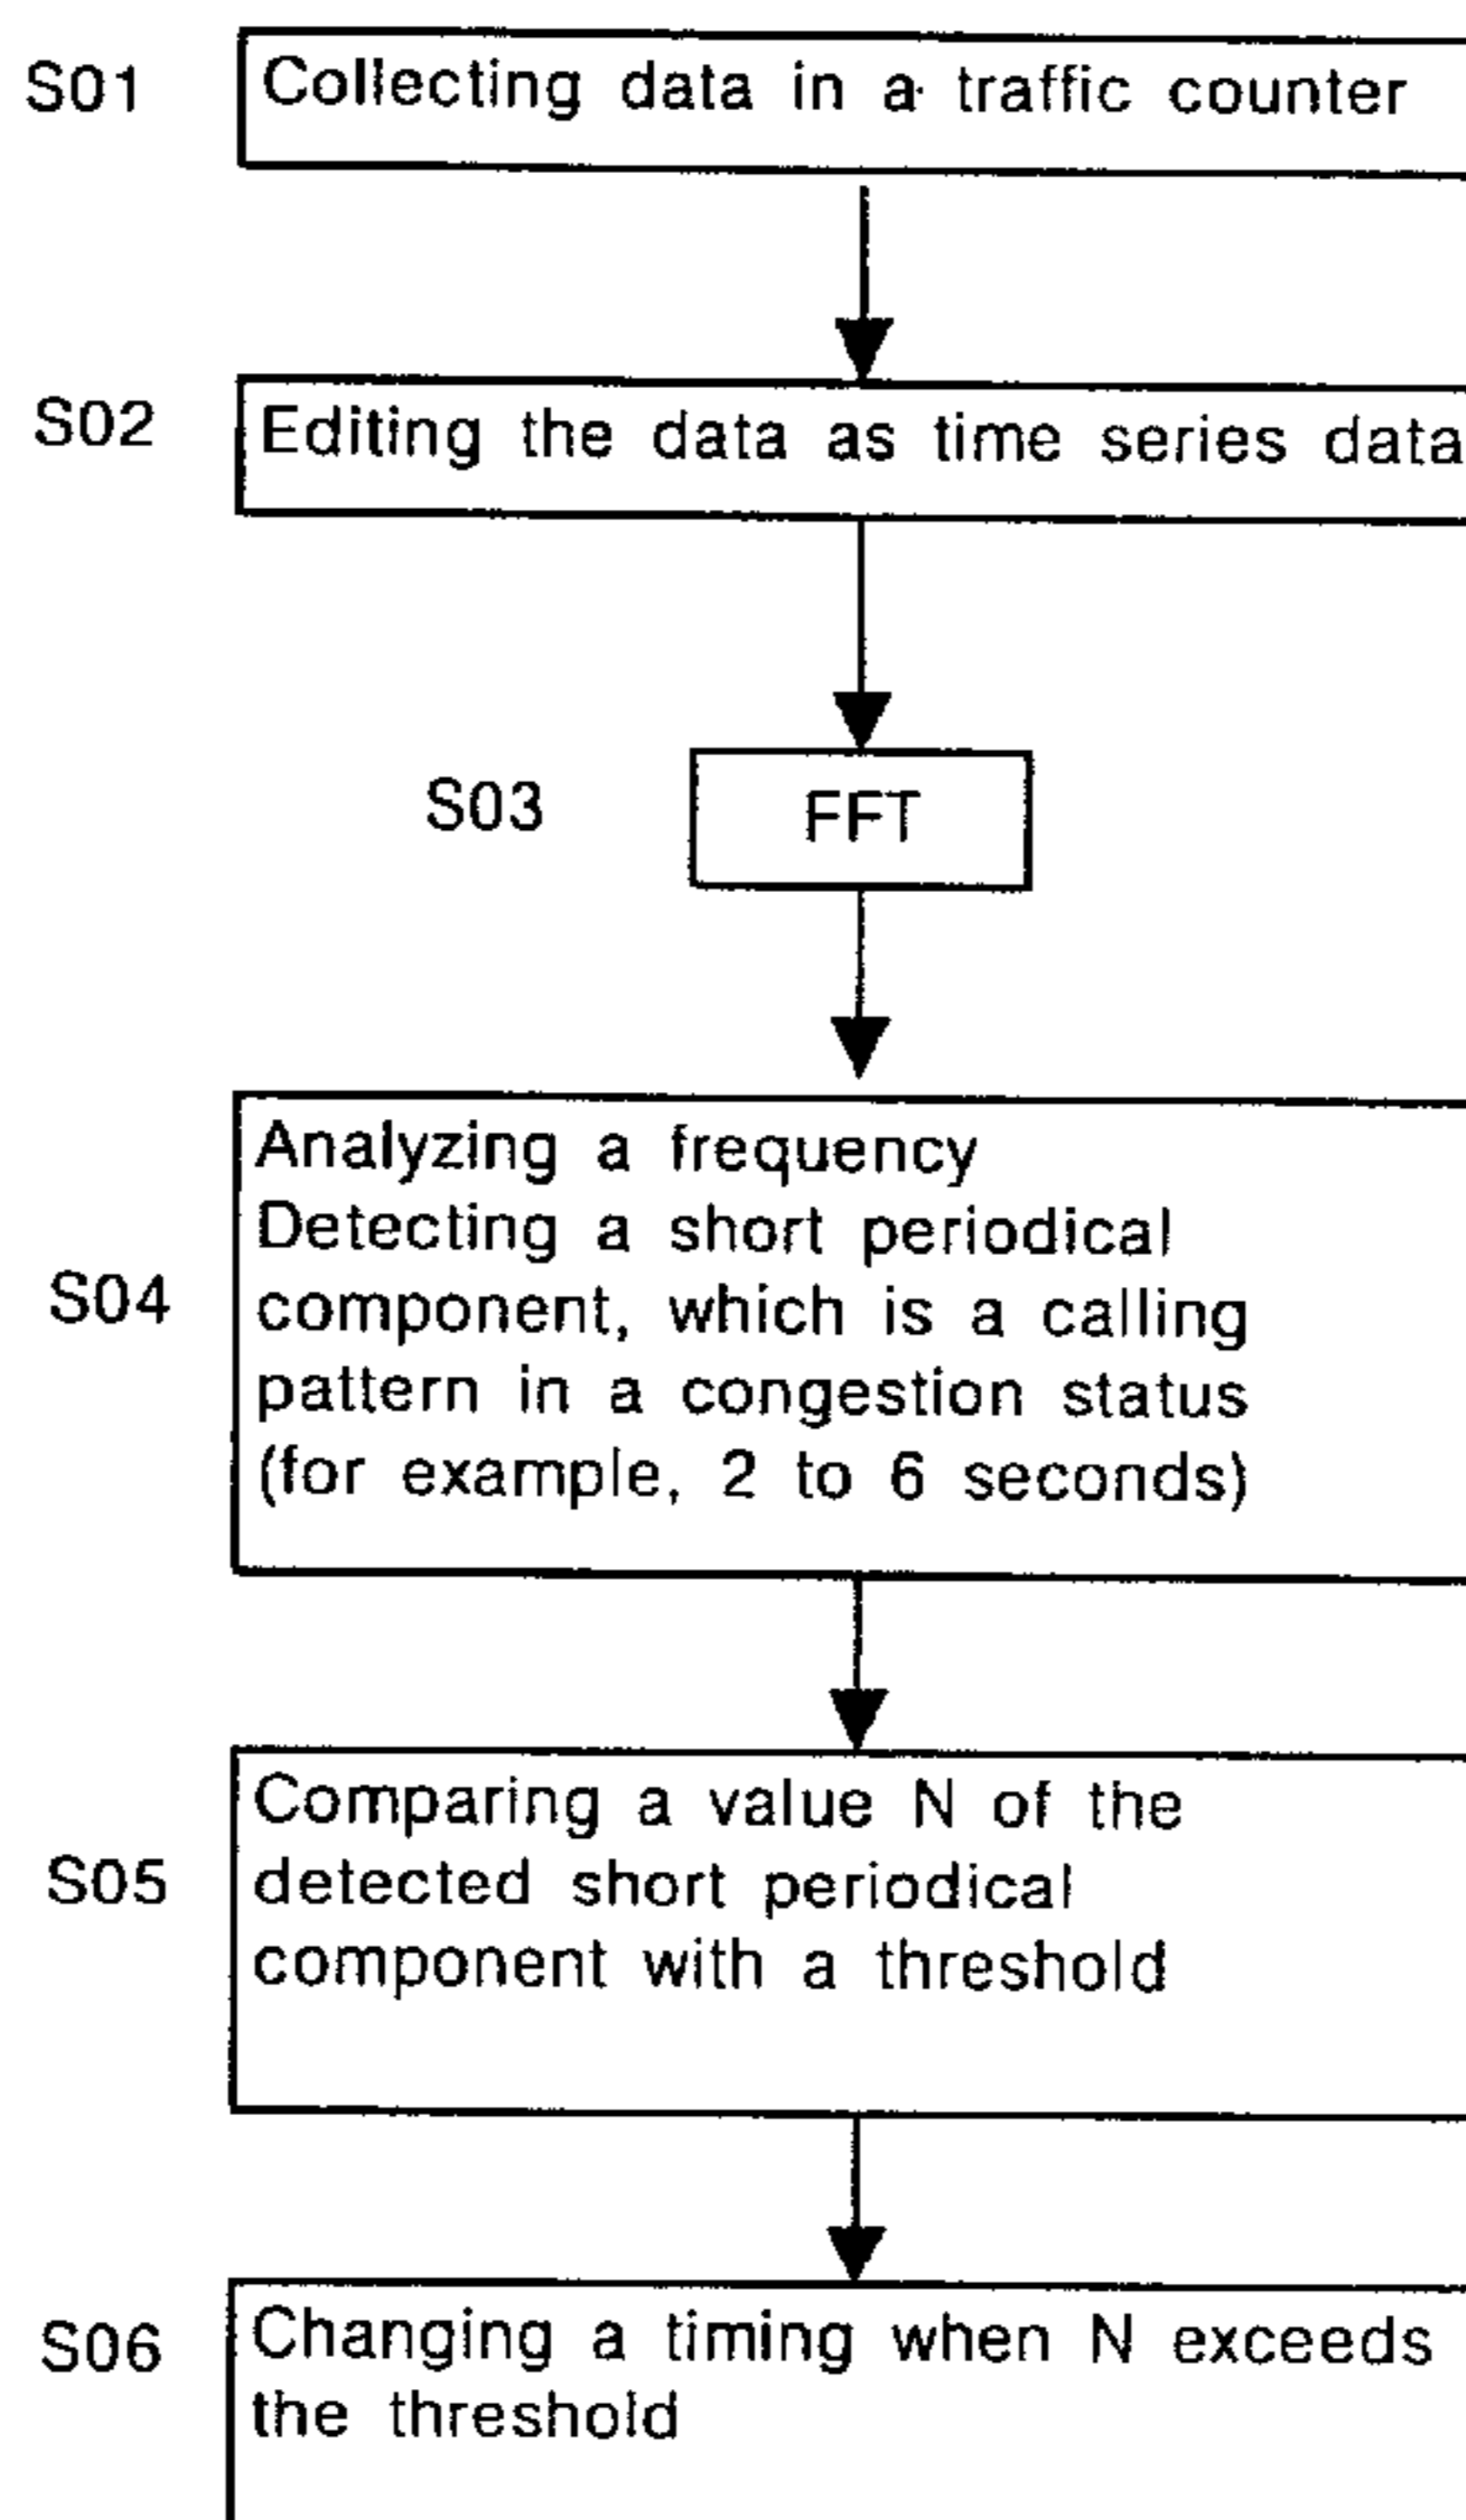 S01
Collecting data in a traffic counter
S02
Editing the data as time series data
S03
FFT
S04
Analyzing a frequency
Detecting a short periodical
component, which is a calling
pattern in a congestion status
(for example, 2 to 6 seconds)
S05
Comparing a value N of the
detected short periodical
component with a threshold
S06
Changing a timing when N exceeds
the threshold